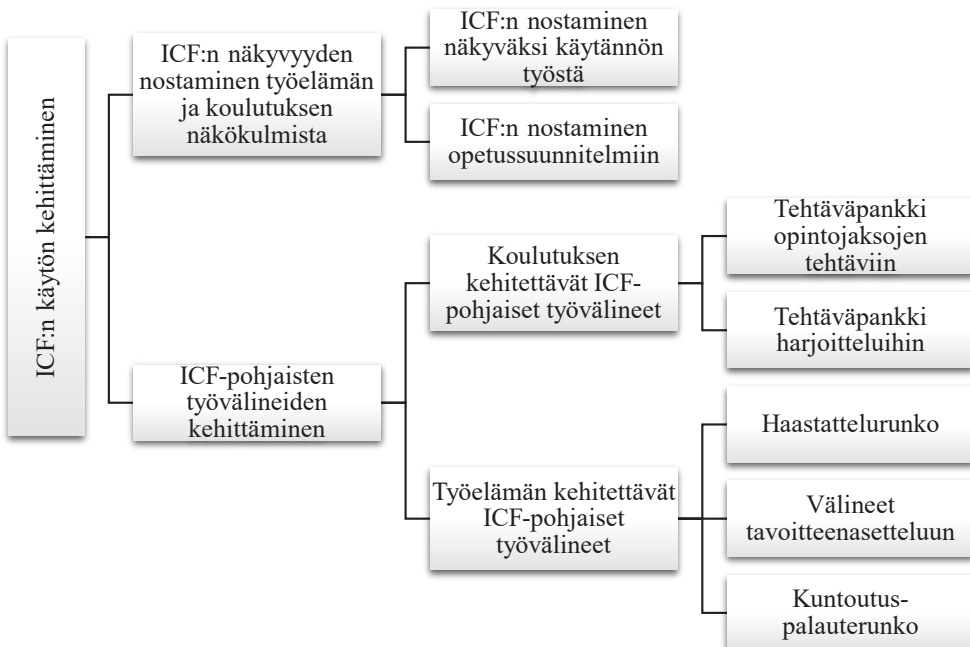 ICF:n käytön kehittäminen
ICF:n näkyvyyden
nostaminen työelämän
ja koulutuksen
näkökulmista
ICF:n nostaminen
näkyväksi käytännön
työstä
ICF:n nostaminen
opetussuunnitelmiin
ICF-pohjaisten
työvälineiden
kehittäminen
Koulutuksen
kehitettävät ICF-
pohjaiset työvälineet
Tehtäväpankki
opintojaksojen
tehtäviin
Tehtäväpankki
harjoitteluihin
Työelämän kehitettävät
ICF-pohjaiset
työvälineet
Haastattelurunko
Välineet
tavoitteenasetteluun
Kuntoutus-
palauterunko